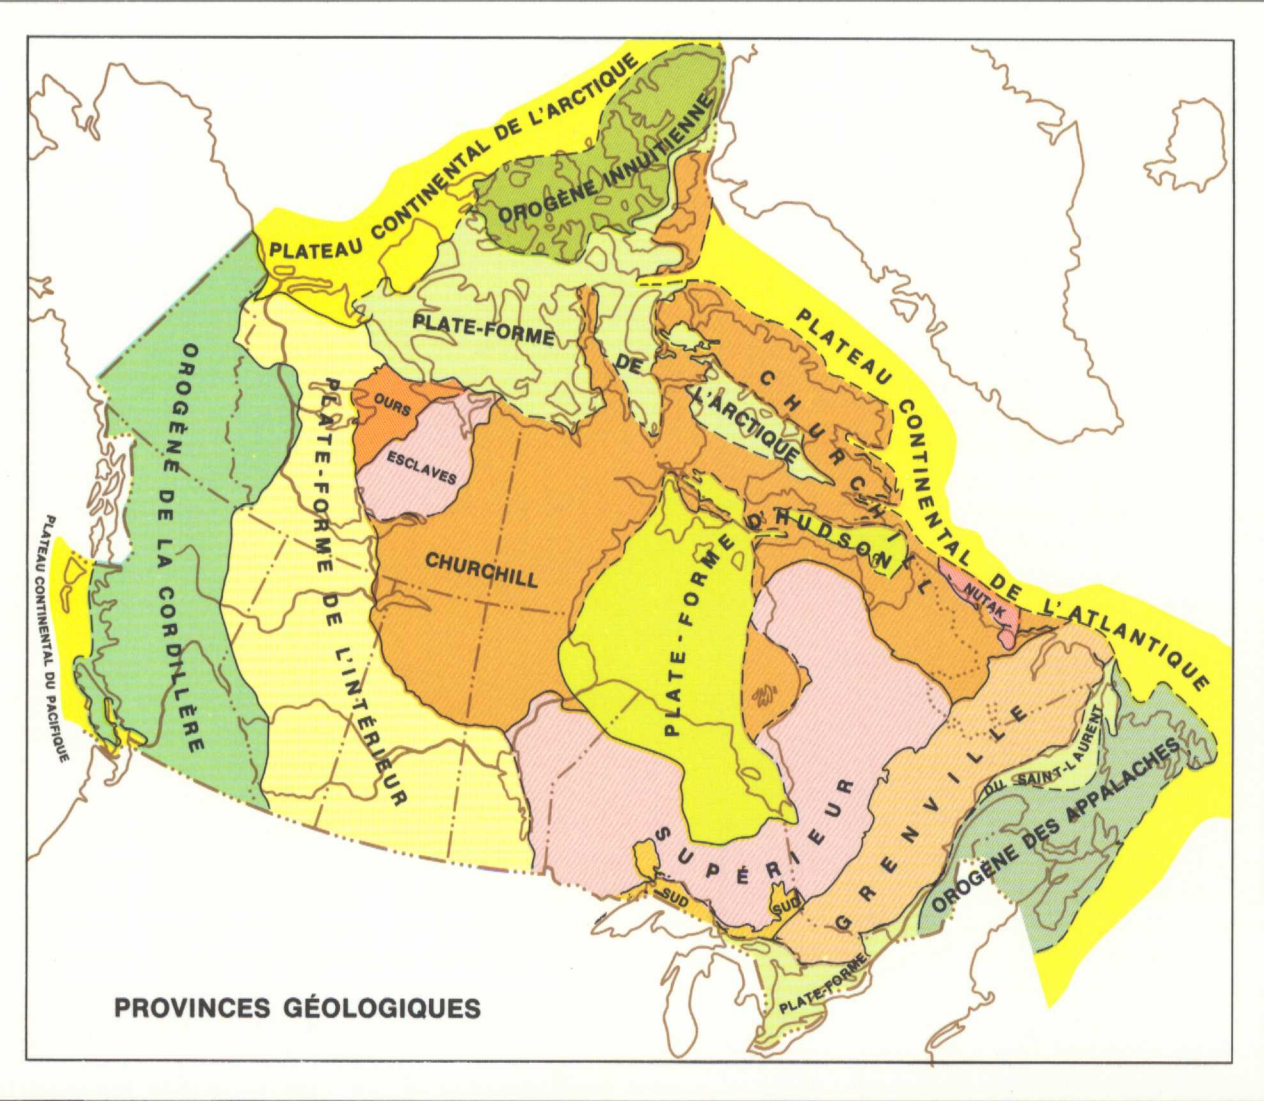 PLATEAU CONTINENTAL DE L'ARCTIQUE
OROGÈNE INNUITIENNE
PLATE-FORME DE L'ARCTIQUE
PLATEAU CONTINENTAL DE L'ATLANTIQUE
OROGÈNE DE LA CORDILLÈRE
PLATE-FORME DE L'INTÉRIEUR
OURS
ESCLAVES
CHURCHILL
CHURCHILL
PLATE-FORME D'HUDSON
NUTAK
PLATEAU CONTINENTAL DU PACIFIQUE
SUPÉRIEUR
SUD
SUD
GRENVILLE
PLATE-FORME
DU SAINT-LAURENT
OROGÈNE DES APPALACHES
PROVINCES GÉOLOGIQUES